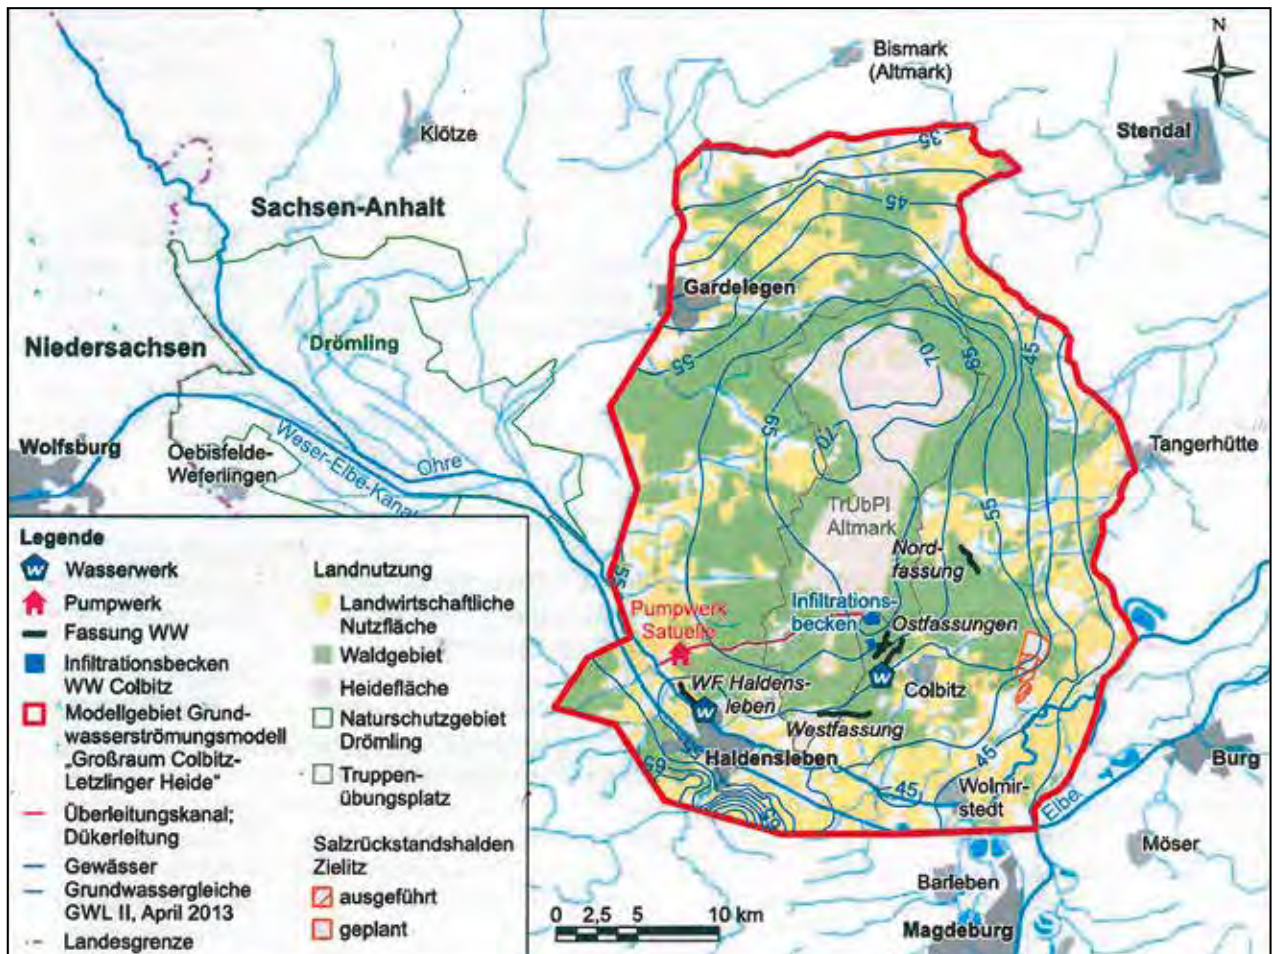 N
Bismark
(Altmark)
Stendal
Klötze
Sachsen-Anhalt
35
45
Gardelegen
Niedersachsen
Drömling
55
70
65
45
65
70
Wolfsburg
Oebisfelde-
Weferlingen
Weser-Elbe-Kanal
Ohre
Tangerhütte
TrÜbPl
Altmark
55
Nord-
fassung
55
Pumpwerk
Satuelle
Infiltrations-
becken
Ostfassungen
WF Haldens-
leben
Colbitz
Westfassung
Haldensleben
55
65
45
45
Wolmir-
stedt
Burg
Elbe
65
Möser
Barleben
Magdeburg
0 2,5 5 10 km
Legende
W Wasserwerk
Pumpwerk
Fassung WW
Infiltrationsbecken
WW Colbitz
Modellgebiet Grund-
wasserströmungsmodell
„Großraum Colbitz-
Letzlinger Heide“
Überleitungskanal;
Dükerleitung
Gewässer
Grundwassergleiche
GWL II, April 2013
Landesgrenze
Landnutzung
Landwirtschaftliche
Nutzfläche
Waldgebiet
Heidefläche
Naturschutzgebiet
Drömling
Truppen-
übungsplatz
Salzrückstandshalden
Zielitz
ausgeführt
geplant
W
W